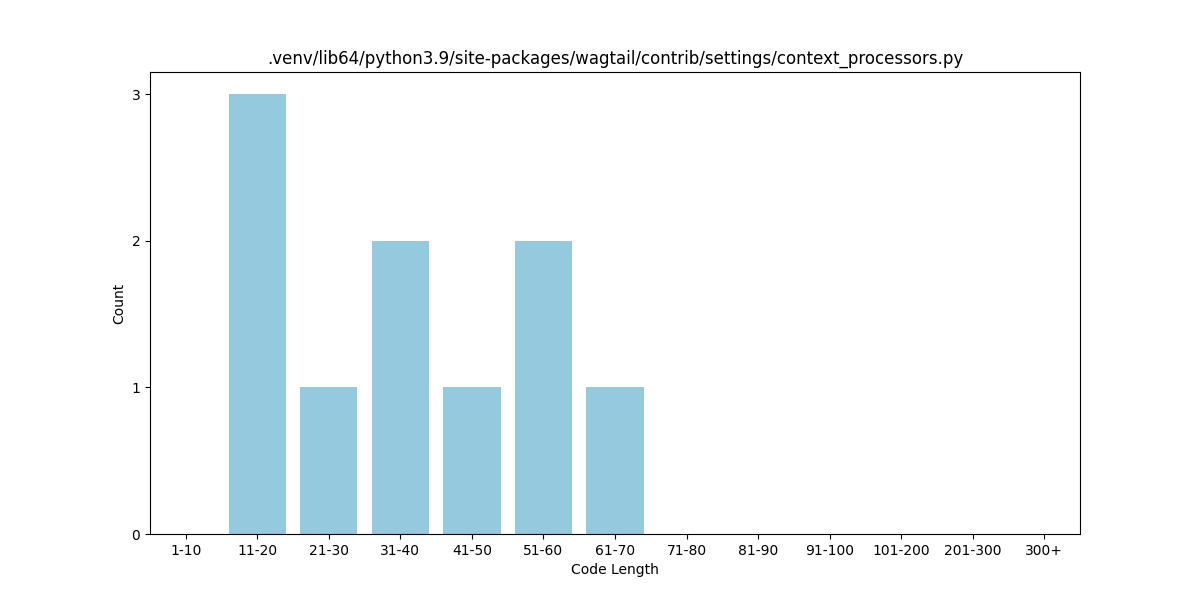 .venv/lib64/python3.9/site-packages/wagtail/contrib/settings/context_processors.py
3
2
1
0
Count
1-10 11-20 21-30 31-40 41-50 51-60 61-70 71-80 81-90 91-100 101-200 201-300 300+
Code Length